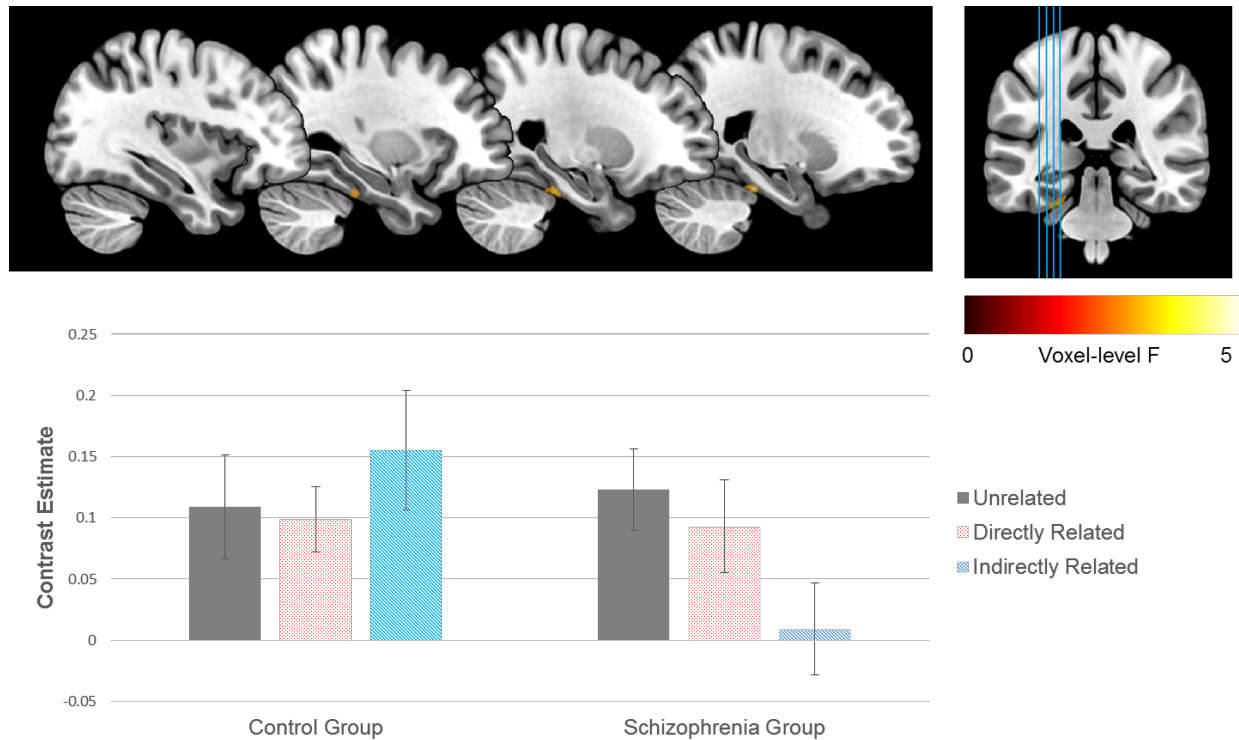 0 Voxel-level F 5
Contrast Estimate
0.25
0.2
0.15
0.1
0.05
0
-0.05
Control Group Schizophrenia Group
Unrelated
Directly Related
Indirectly Related